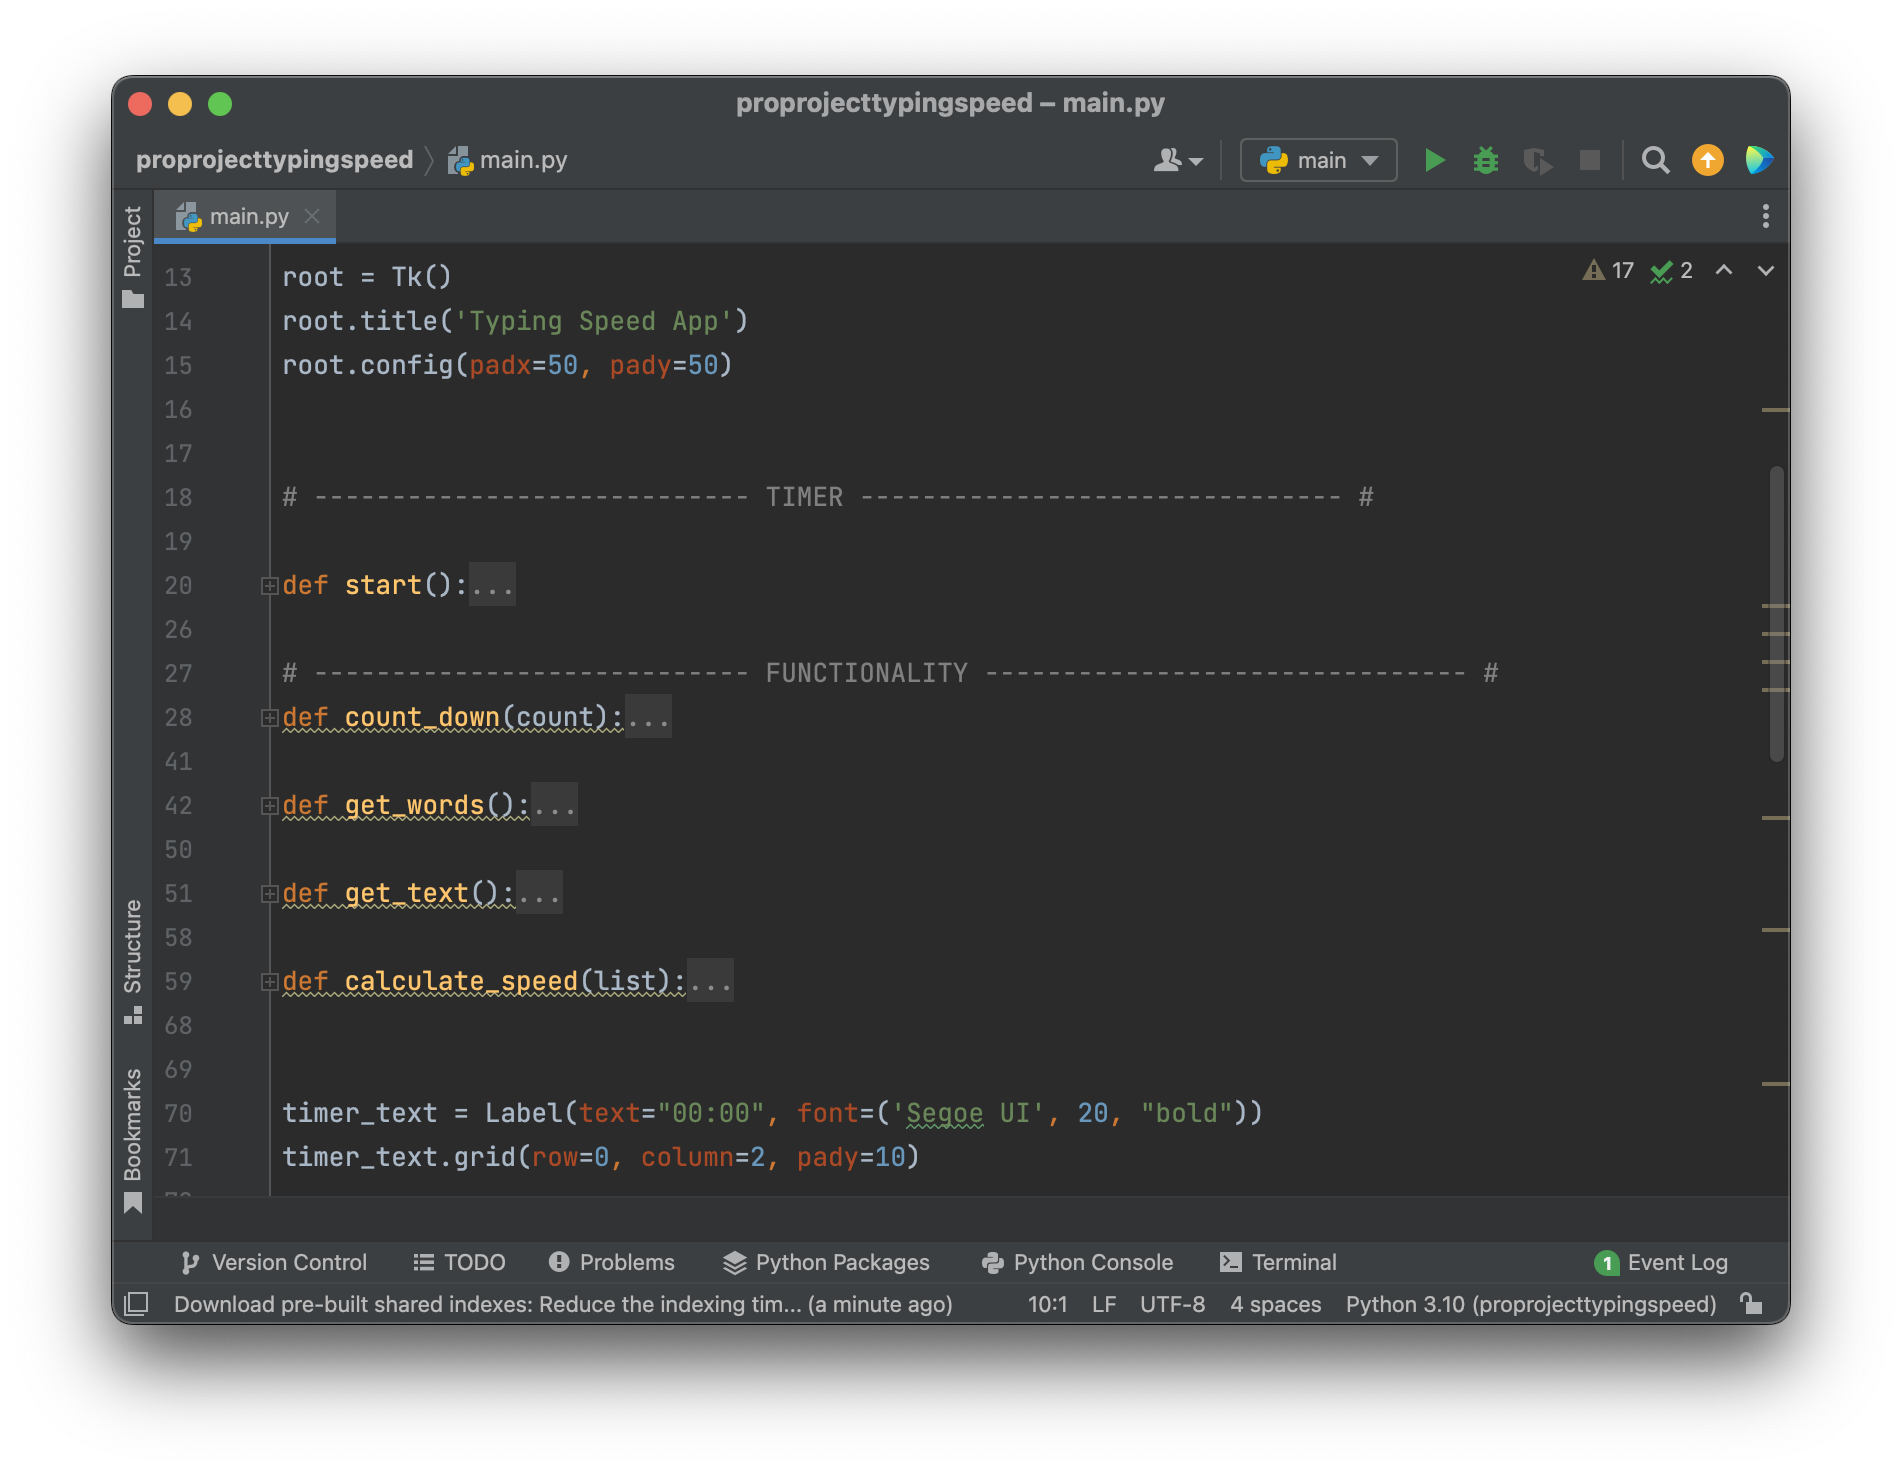 proprojecttypingspeed – main.py
proprojecttypingspeed main.py main
main.py
Project
17 2
13 root = Tk()
14 root.title('Typing Speed App')
15 root.config(padx=50, pady=50)
16
17
18 # ---------------------------- TIMER ------------------------------- #
19
20 def start():...
26
27 # ---------------------------- FUNCTIONALITY ------------------------------- #
28 def count_down(count):...
41
42 def get_words():...
50
51 def get_text():...
58
59 def calculate_speed(list):...
68
69
70 timer_text = Label(text="00:00", font=('Segoe UI', 20, "bold"))
71 timer_text.grid(row=0, column=2, pady=10)
Structure
Bookmarks
Version Control TODO Problems Python Packages Python Console Terminal 1 Event Log
Download pre-built shared indexes: Reduce the indexing tim... (a minute ago) 10:1 LF UTF-8 4 spaces Python 3.10 (proprojecttypingspeed)